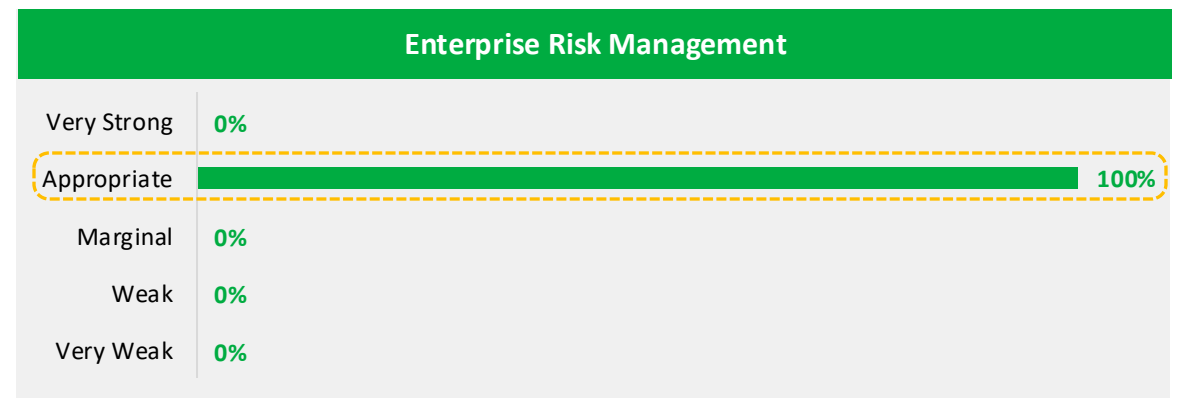 Enterprise Risk Management
Very Strong 0%
Appropriate 100%
Marginal 0%
Weak 0%
Very Weak 0%